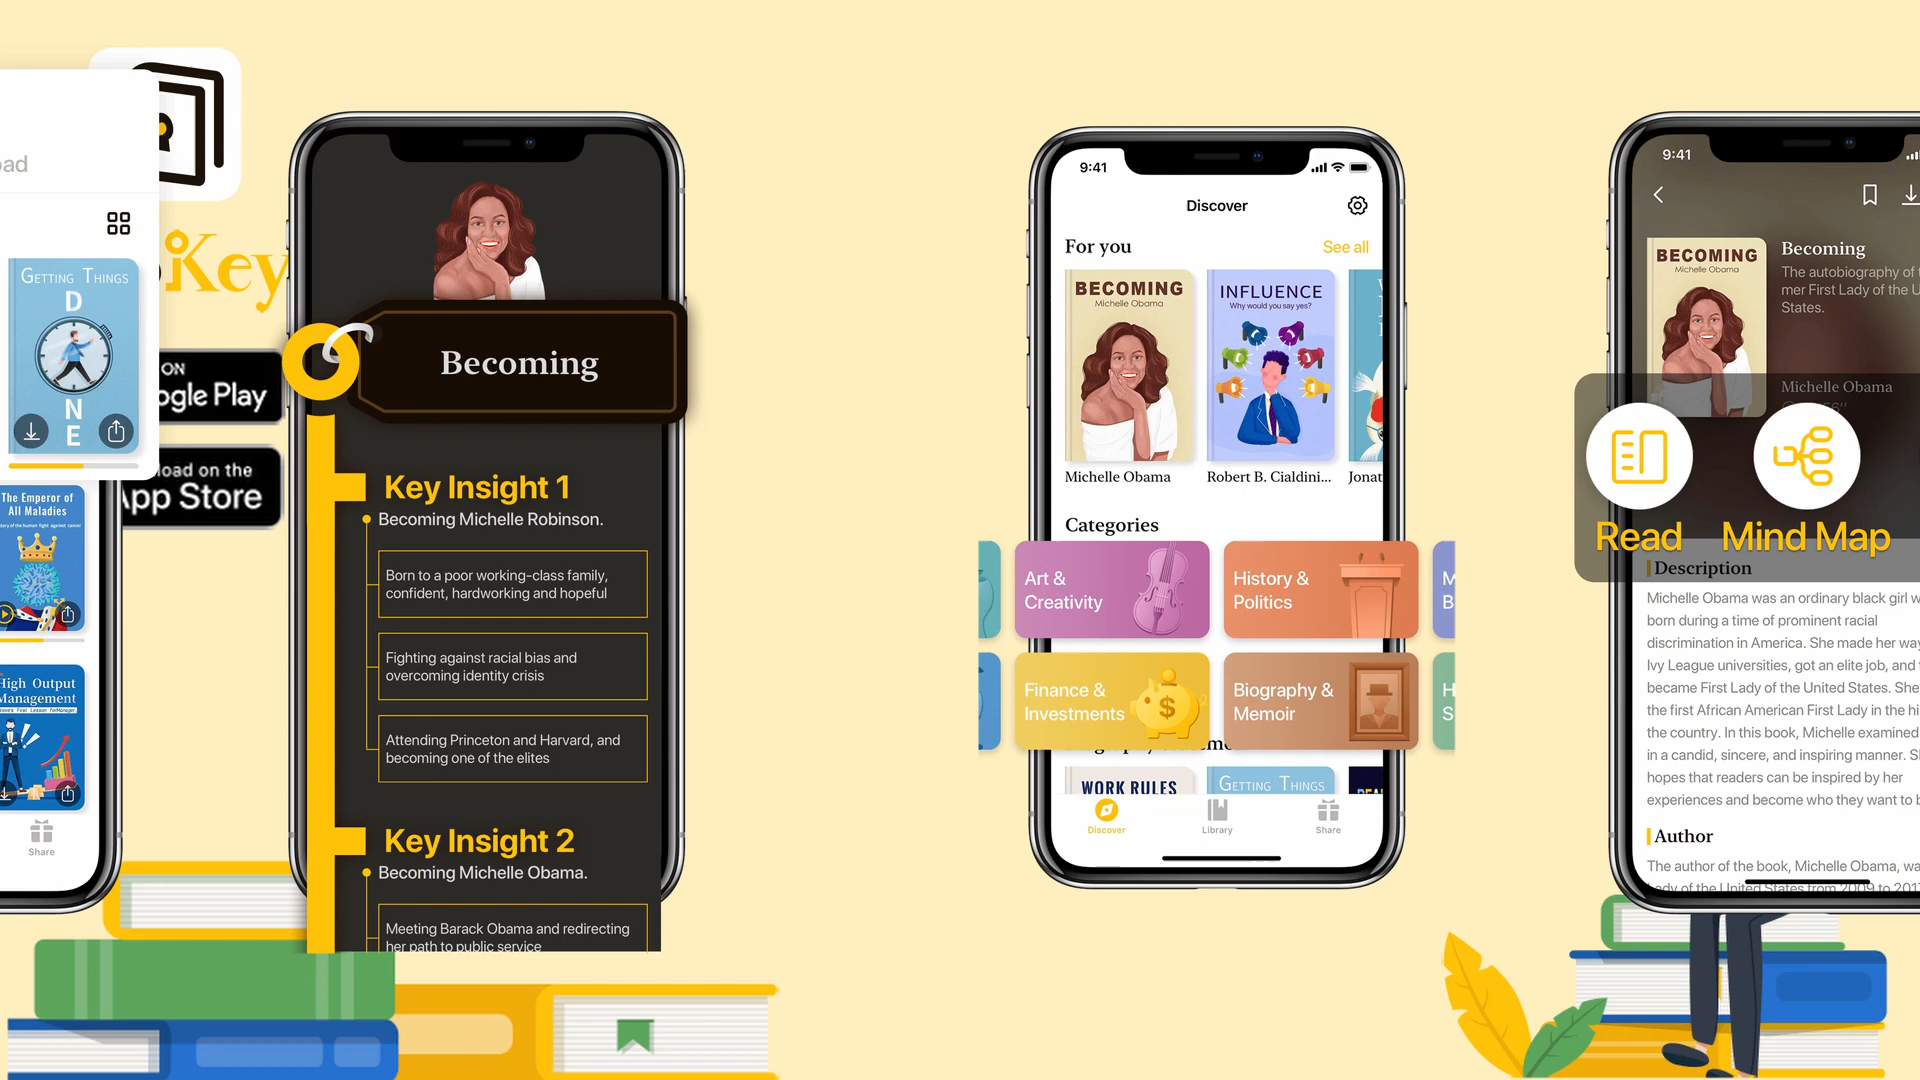 GETTING THINGS
D
N
E
The Emperor of
All Maladies
High Output
Management
Share
Key
ON
App Store
Becoming
Key Insight 1
Becoming Michelle Robinson.
Born to a poor working-class family,
confident, hardworking and hopeful
Fighting against racial bias and
overcoming identity crisis
Attending Princeton and Harvard, and
becoming one of the elites
Key Insight 2
Becoming Michelle Obama.
Meeting Barack Obama and redirecting
her path to public service
9:41
Discover
For you
See all
BECOMING
Michelle Obama
INFLUENCE
Why would you say yes?
Michelle Obama
Robert B. Cialdini...
Jonat
Categories
Art &
Creativity
History &
Politics
Finance &
Investments
Biography &
Memoir
WORK RULES
GETTING THINGS
Discover
Library
Share
9:41
BECOMING
Michelle Obama
Becoming
The autobiography of
mer First Lady of the U
States.
Michelle Obama
Read
Mind Map
Description
Michelle Obama was an ordinary black girl
born during a time of prominent racial
discrimination in America. She made her way
Ivy League universities, got an elite job, and
became First Lady of the United States. She
the first African American First Lady in the hi
the country. In this book, Michelle examined
in a candid, sincere, and inspiring manner.
hopes that readers can be inspired by her
experiences and become who they want to
Author
The author of the book, Michelle Obama, wa
Lady of the United States from 2009 to 201